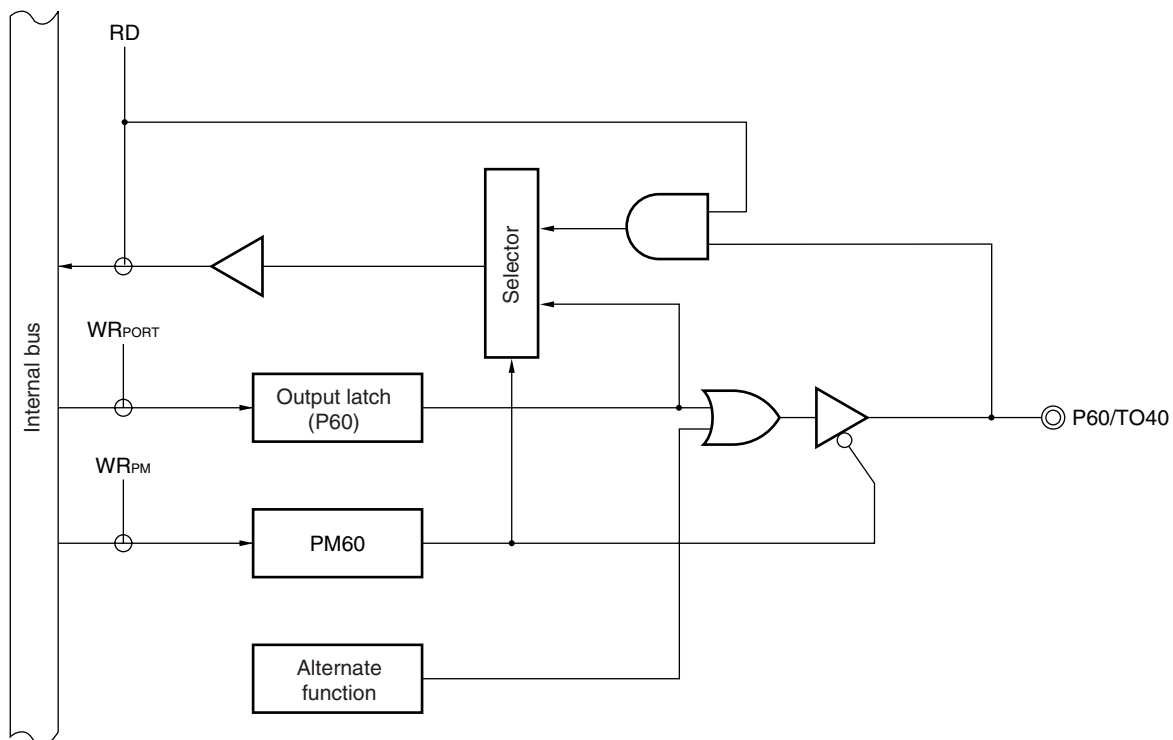 RD
Selector
Internal bus
WRPORT
Output latch
(P60)
P60/TO40
WRPM
PM60
Alternate
function